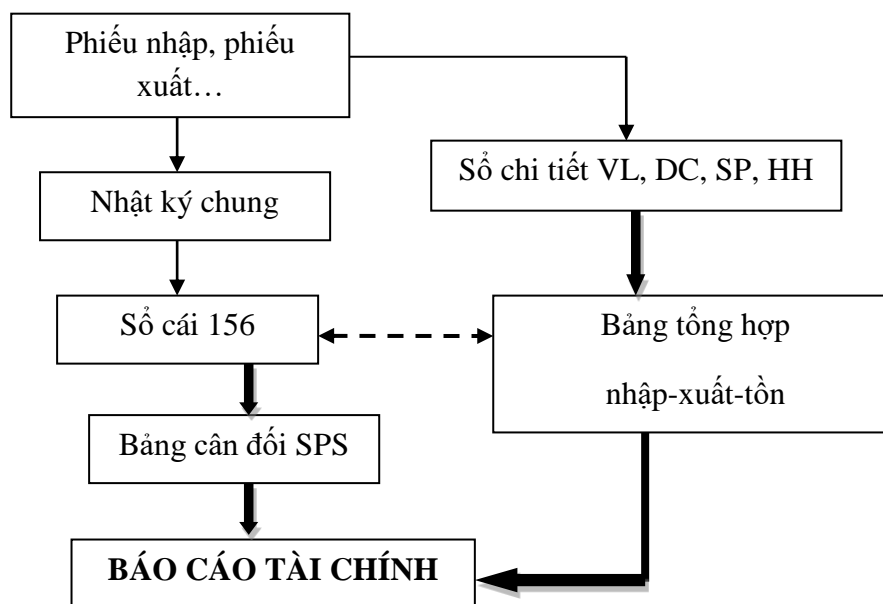 Phiếu nhập, phiếu
xuất…
Sổ chi tiết VL, DC, SP, HH
Nhật ký chung
Sổ cái 156
Bảng tổng hợp
nhập-xuất-tồn
Bảng cân đối SPS
BÁO CÁO TÀI CHÍNH